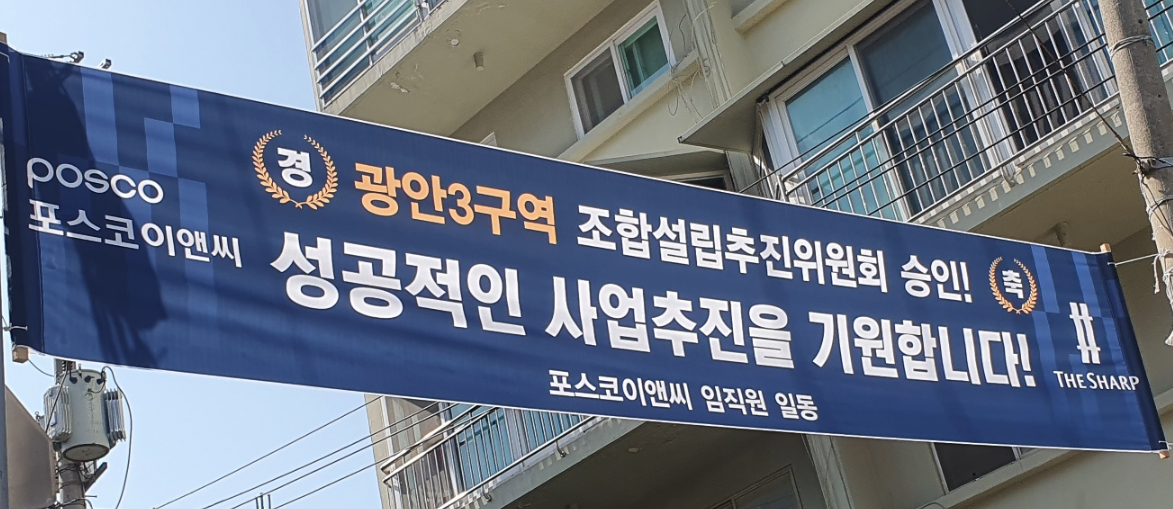 posco
포스코이앤씨
경 광안3구역 조합설립추진위원회 승인! 축
성공적인 사업추진을 기원합니다!
포스코이앤씨 임직원 일동
THE SHARP